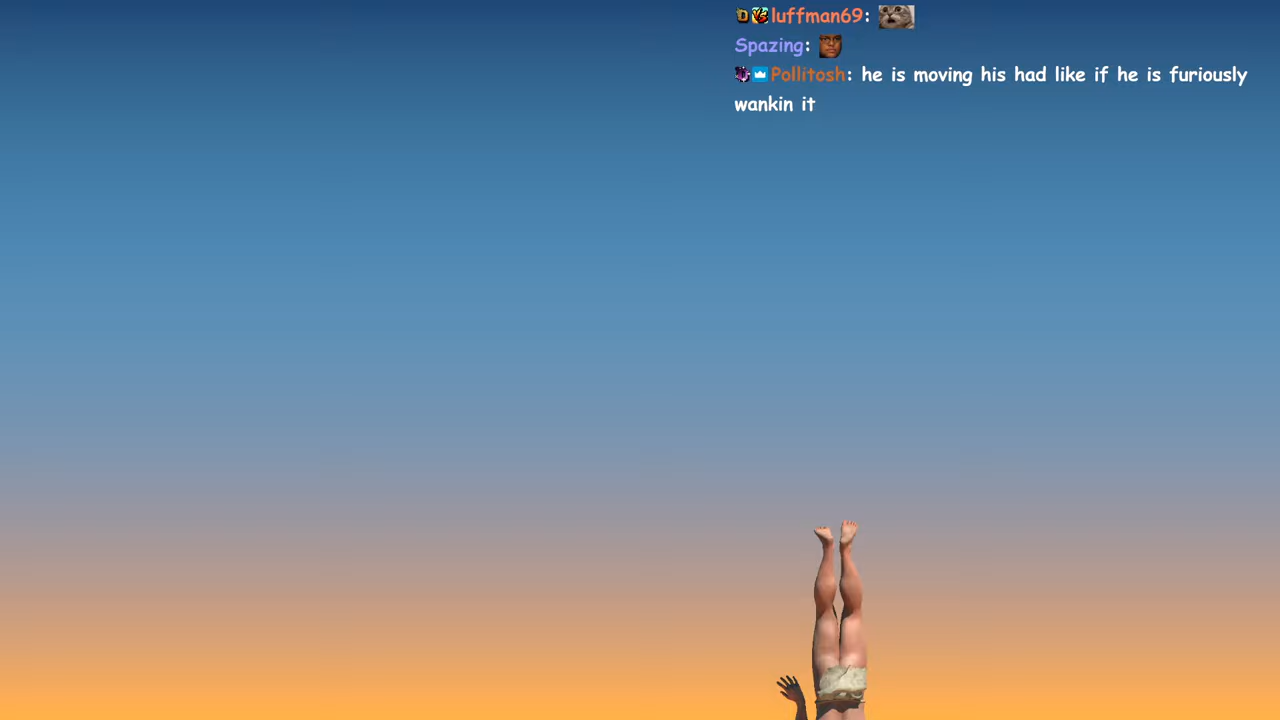 luffman69:
Spazing:
Pollitosh: he is moving his had like if he is furiously
wankin it